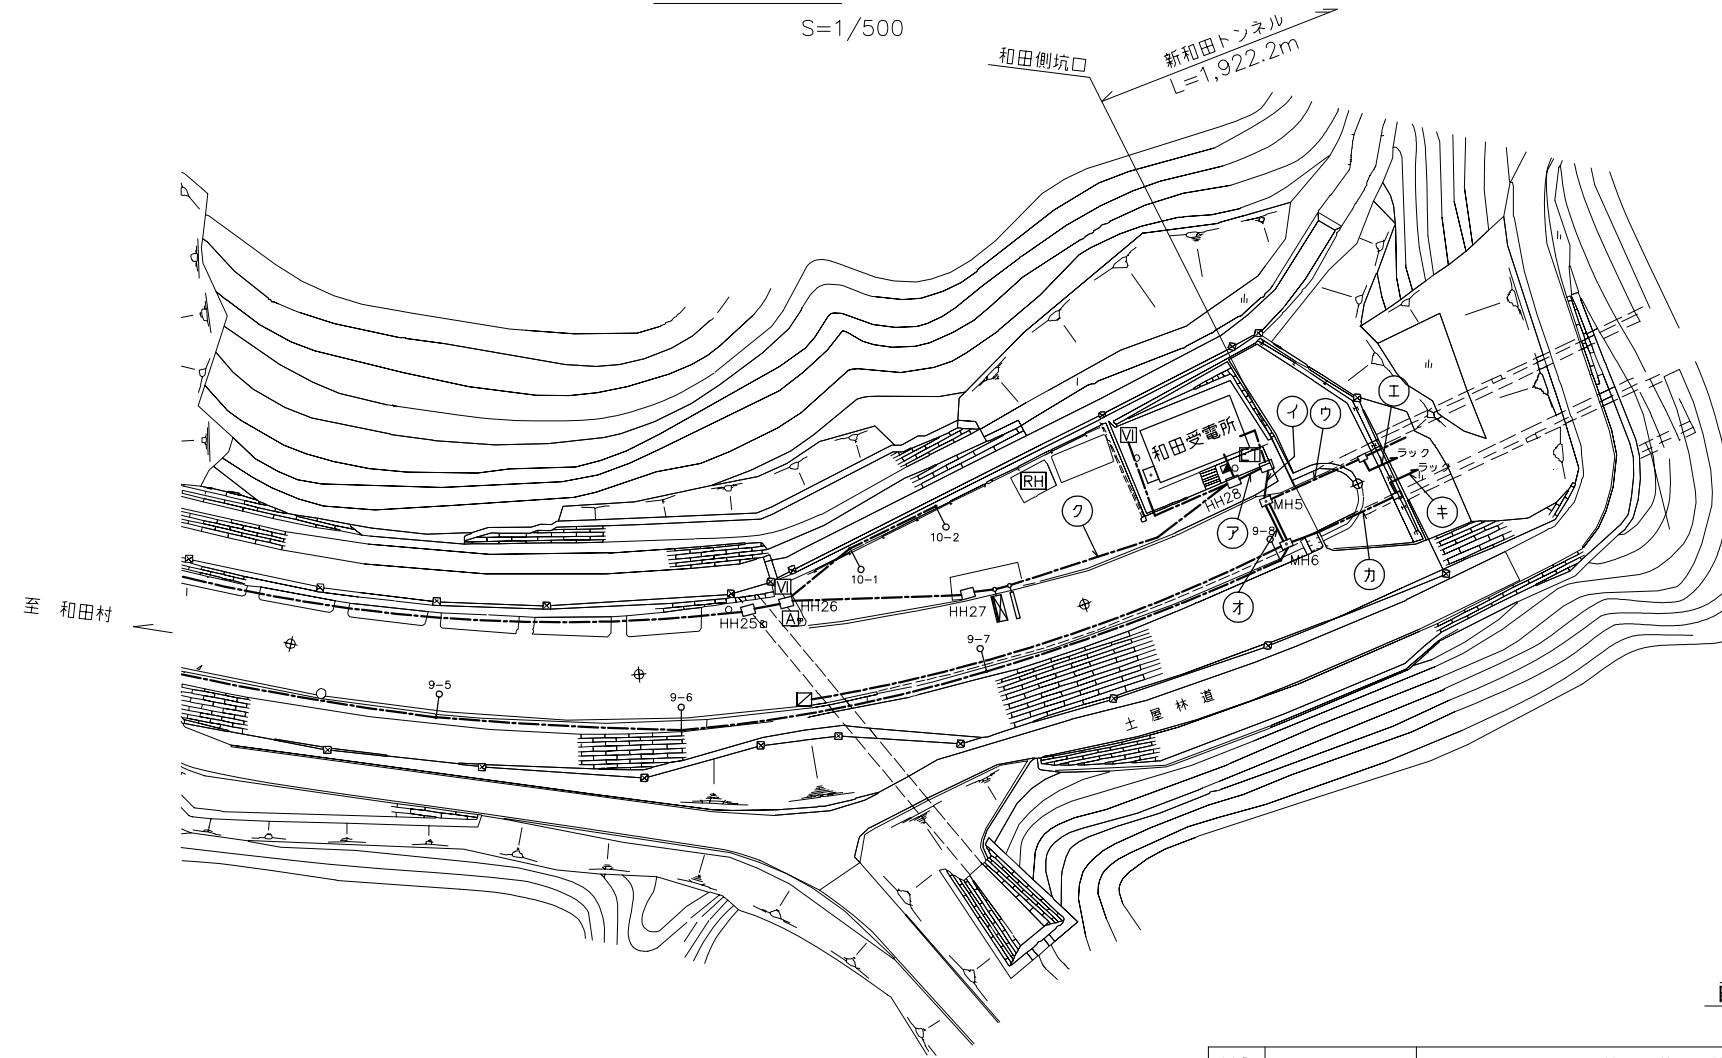 S=1/500
新和田トンネル
L=1,922.2m
和田側坑口
エ
イ
ウ
ラック
ラック
VI
和田受電所
RH
HH28
MH5
キ
ク
ア
10-2
9-8
MH6
カ
10-1
VI
オ
至 和田村
HH26
HH27
HH25
A
9-7
9-5
9-6
土屋林道